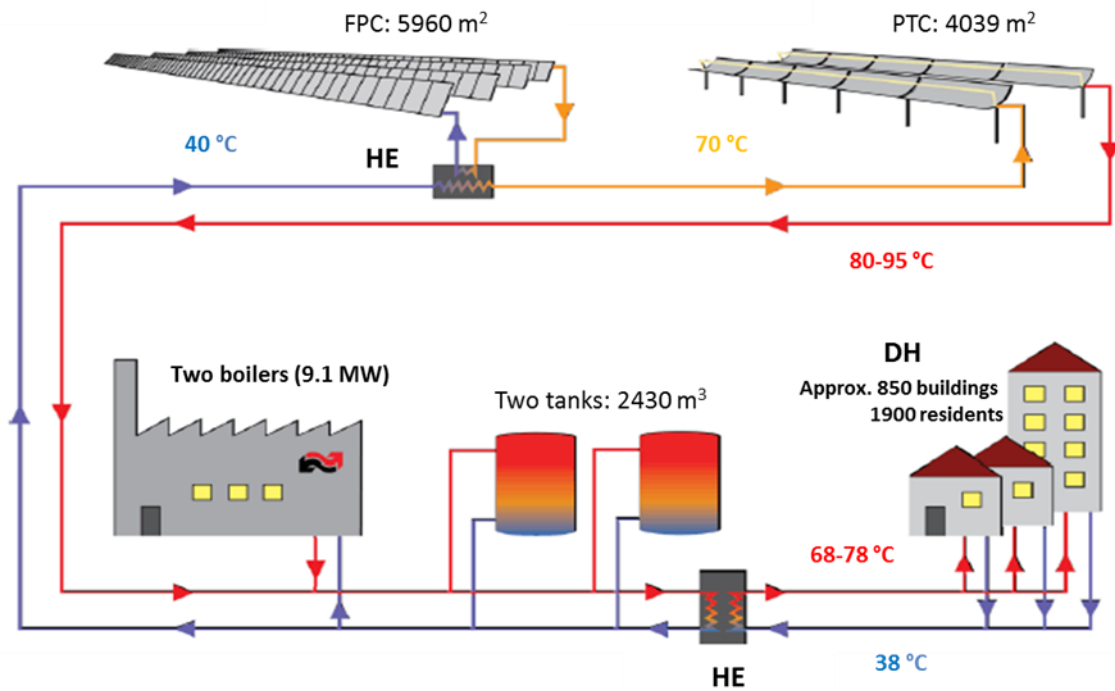 FPC: 5960 m²
PTC: 4039 m²
40 °C
HE
70 °C
80-95 °C
Two boilers (9.1 MW)
Two tanks: 2430 m³
DH
Approx. 850 buildings
1900 residents
68-78 °C
38 °C
HE